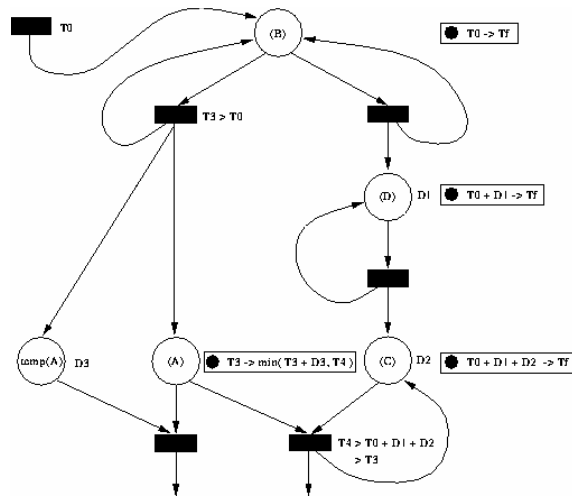 T0
(B)
T0 -> Tf
T3 > T0
(D)
D1
T0 + D1 -> Tf
temp(A)
D3
(A)
T3 -> min( T3 + D3, T4 )
(C)
D2
T0 + D1 + D2 -> Tf
T4 > T0 + D1 + D2
> T3